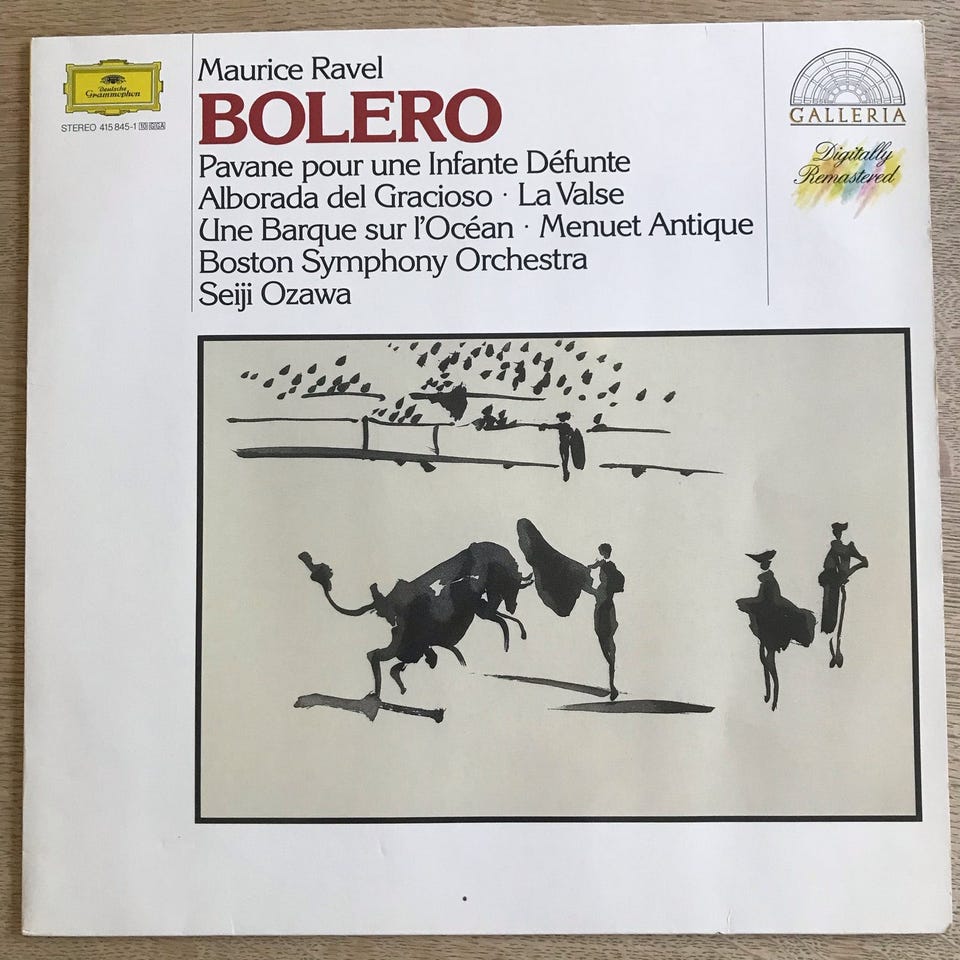 Deutsche
Grammophon
STEREO 415 845-1
Maurice Ravel
BOLERO
Pavane pour une Infante Défunte
Alborada del Gracioso · La Valse
Une Barque sur l'Océan · Menuet Antique
Boston Symphony Orchestra
Seiji Ozawa
GALLERIA
Digitally
Remastered